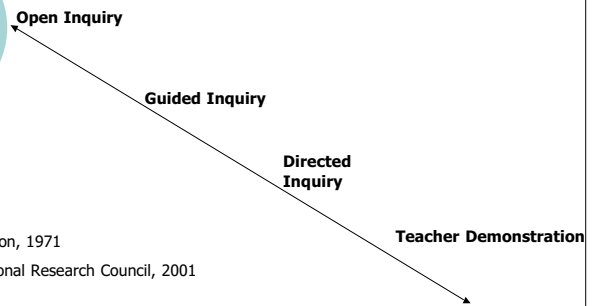 Open Inquiry
Guided Inquiry
Directed
Inquiry
Teacher Demonstration
on, 1971
onal Research Council, 2001